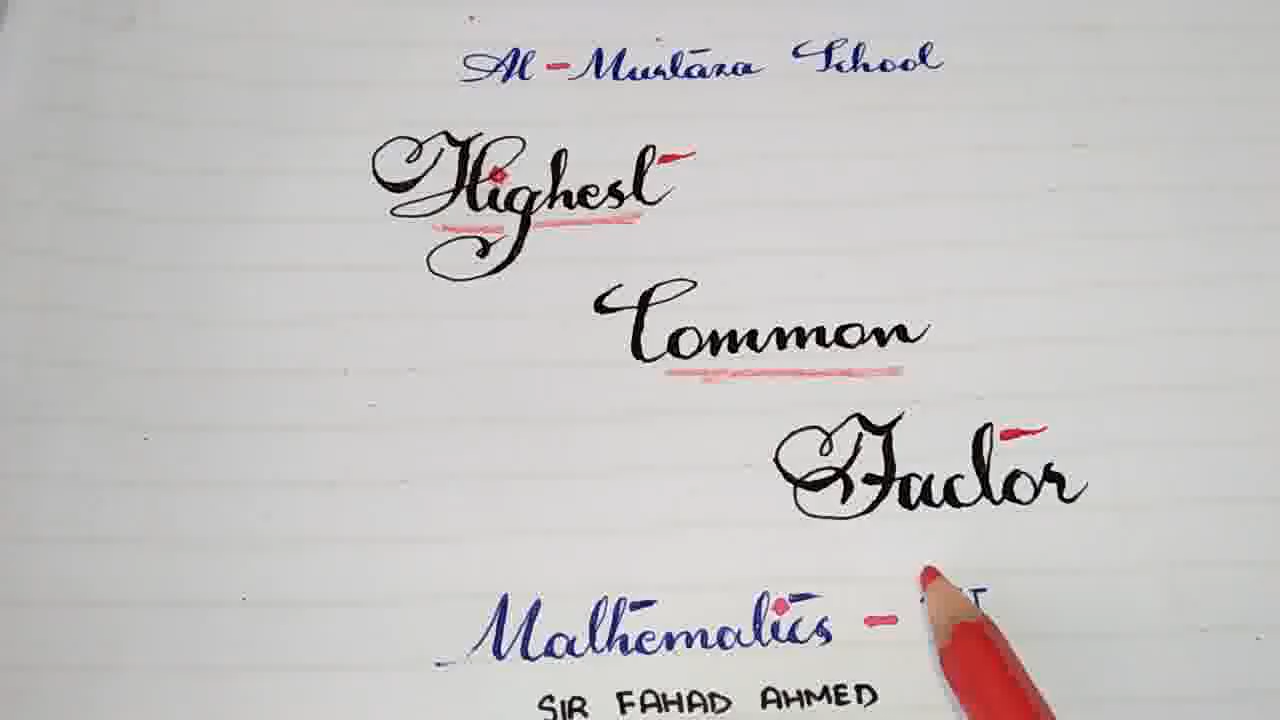 Al-Murtaza School
Highest
Common
Factor
Mathematics -
SIR FAHAD AHMED